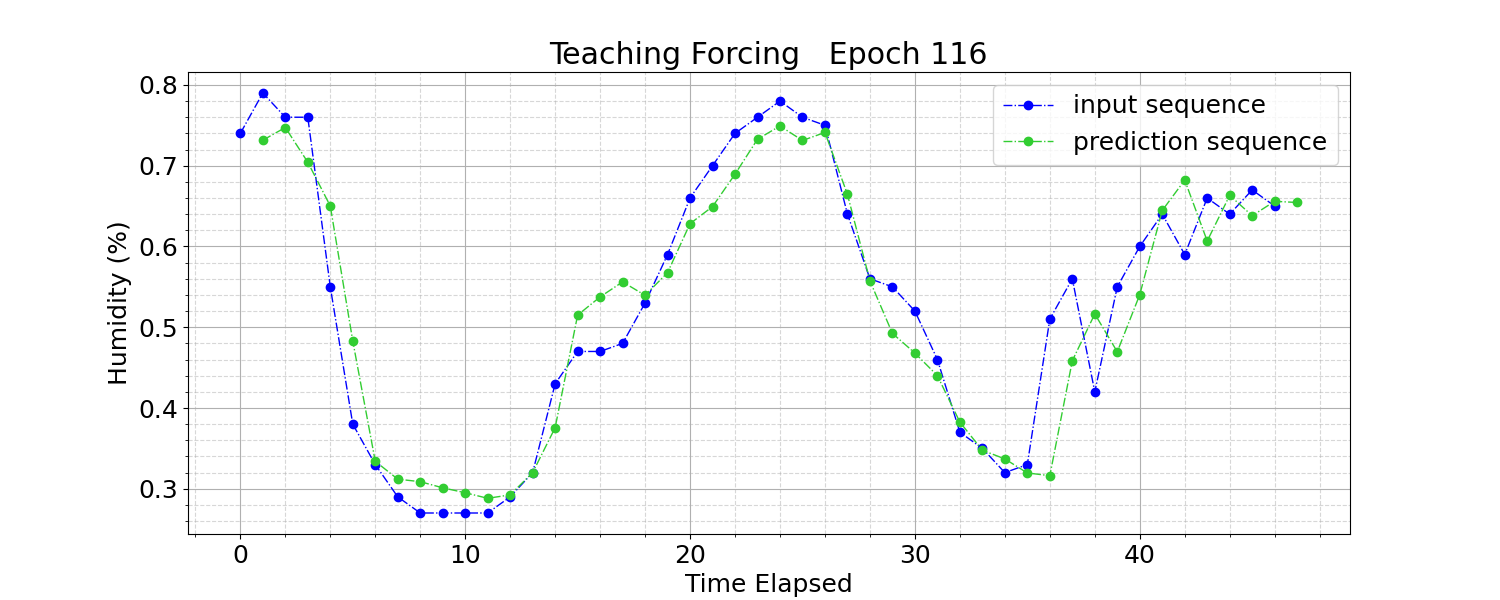 Teaching Forcing   Epoch 116
input sequence
prediction sequence
Humidity (%)
0.8
0.7
0.6
0.5
0.4
0.3
0 10 20 30 40
Time Elapsed